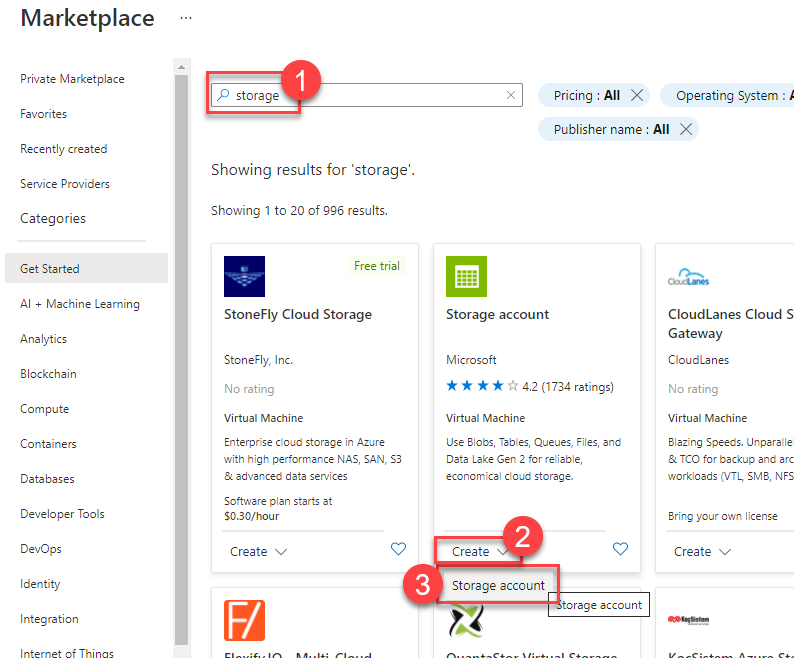 Marketplace ...
Private Marketplace
Favorites
Recently created
Service Providers
Categories
Get Started
AI + Machine Learning
Analytics
Blockchain
Compute
Containers
Databases
Developer Tools
DevOps
Identity
Integration
Internet of Things
storage
1
Pricing : All
Operating System :
Publisher name : All
Showing results for 'storage'.
Showing 1 to 20 of 996 results.
Free trial
StoneFly Cloud Storage
StoneFly, Inc.
No rating
Virtual Machine
Enterprise cloud storage in Azure
with high performance NAS, SAN, S3
& advanced data services
Software plan starts at
$0.30/hour
Create
Storage account
Microsoft
4.2 (1734 ratings)
Virtual Machine
Use Blobs, Tables, Queues, Files, and
Data Lake Gen 2 for reliable,
economical cloud storage.
Create
2
3
Storage account
Storage account
CloudLanes
CloudLanes Cloud S
Gateway
CloudLanes
No rating
Virtual Machine
Blazing Speeds. Unparalle
& TCO for backup and arc
workloads (VTL, SMB, NFS
Bring your own license
Create
F/
Flexify.IO - Multi-Cloud
QuantaStor Virtual Storage
KocSistem
KocSistem Azure Sto